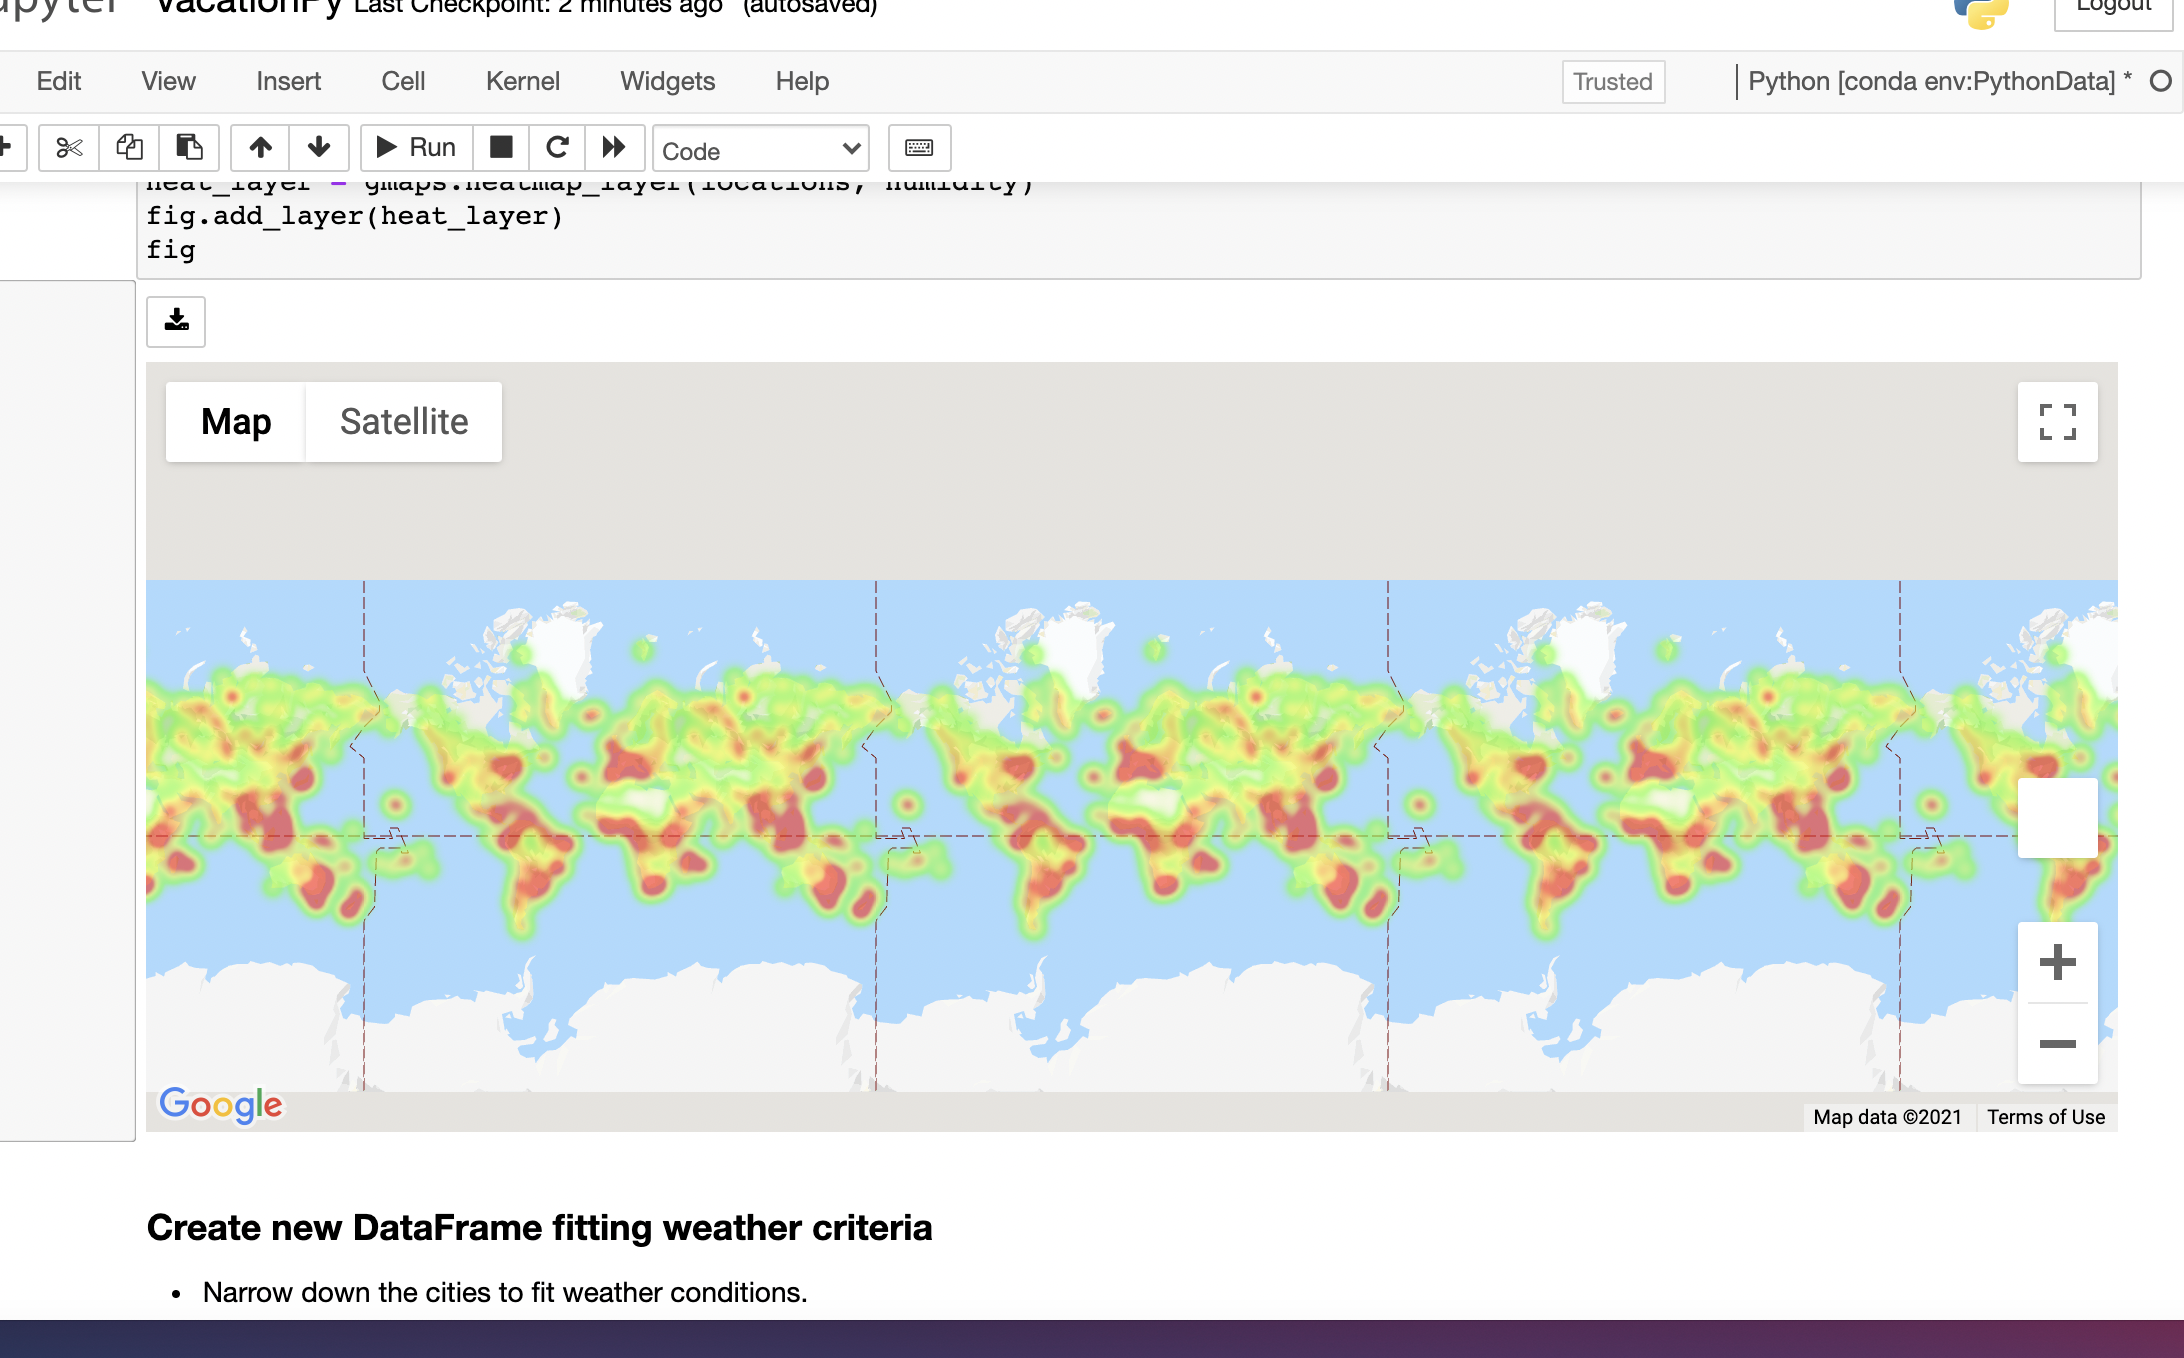 VacationPy Last Checkpoint: 2 minutes ago (autosaved)
Logout
Edit View Insert Cell Kernel Widgets Help
Trusted
Python [conda env:PythonData] *
Run
Code
heat_layer = gmaps.heatmap_layer(locations, humidity)
fig.add_layer(heat_layer)
fig
Map Satellite
Google
Map data ©2021 Terms of Use
Create new DataFrame fitting weather criteria
• Narrow down the cities to fit weather conditions.